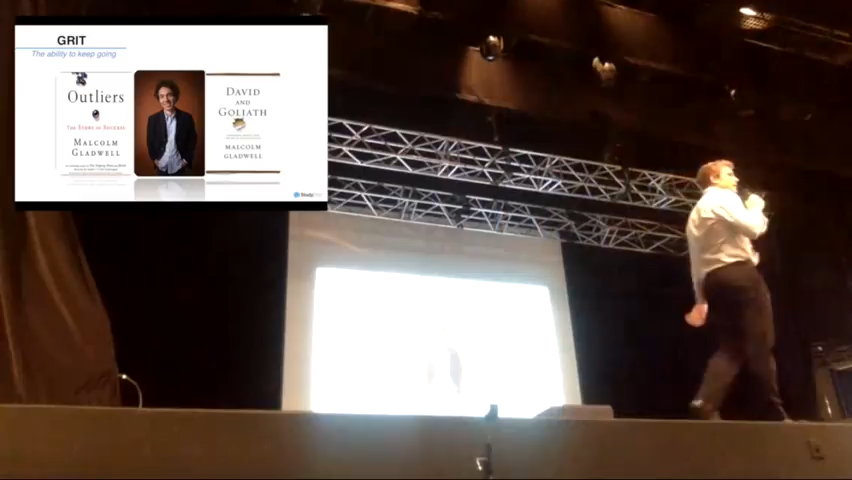 GRIT
The ability to keep going
Outliers
THE STORY OF SUCCESS
MALCOLM
GLADWELL
DAVID
AND
GOLIATH
MALCOLM
GLADWELL